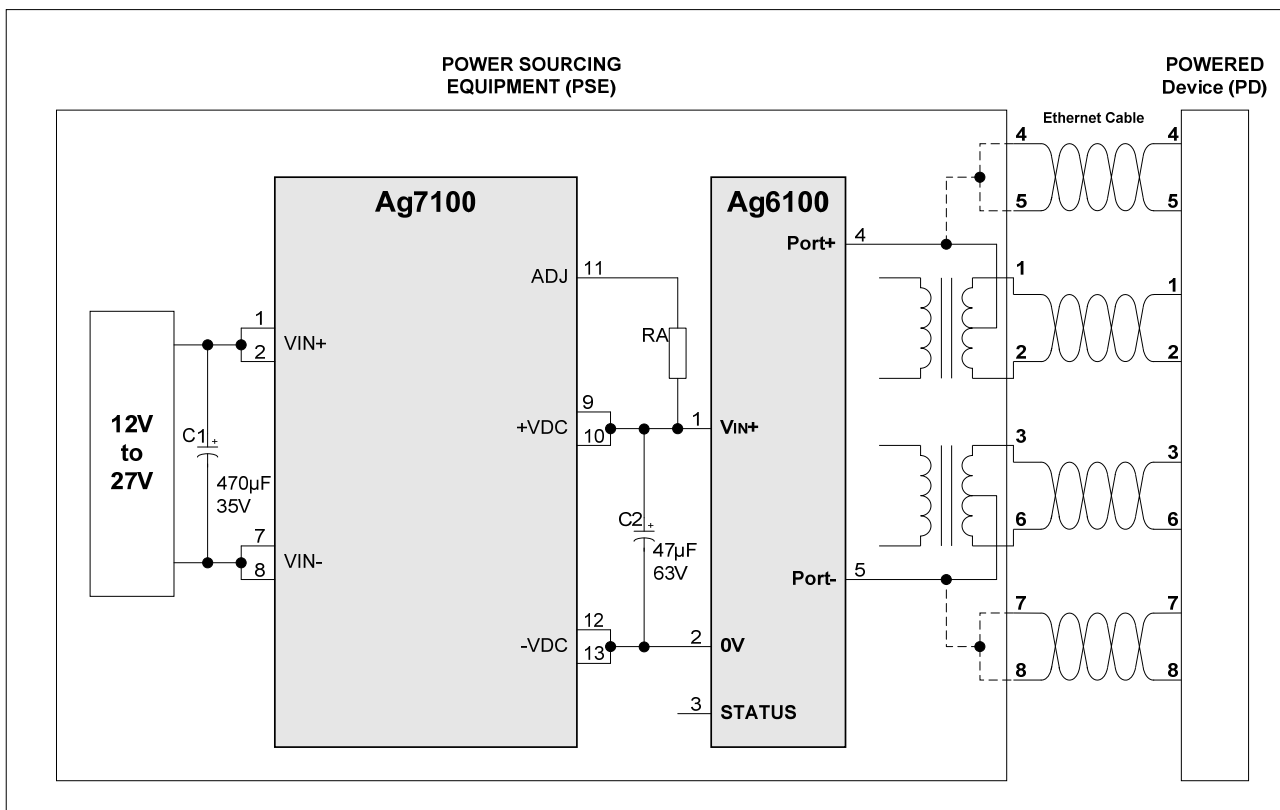 POWER SOURCING
EQUIPMENT (PSE)
POWERED
Device (PD)
Ethernet Cable
4
4
5
5
Ag7100
Ag6100
Port+
4
ADJ
11
1
1
2
2
RA
12V
to
27V
1
2
VIN+
C1
+
470µF
35V
7
8
VIN-
9
10
+VDC
1
VIN+
C2
+
47µF
63V
3
3
6
6
Port-
5
12
13
-VDC
2
0V
3
STATUS
7
7
8
8